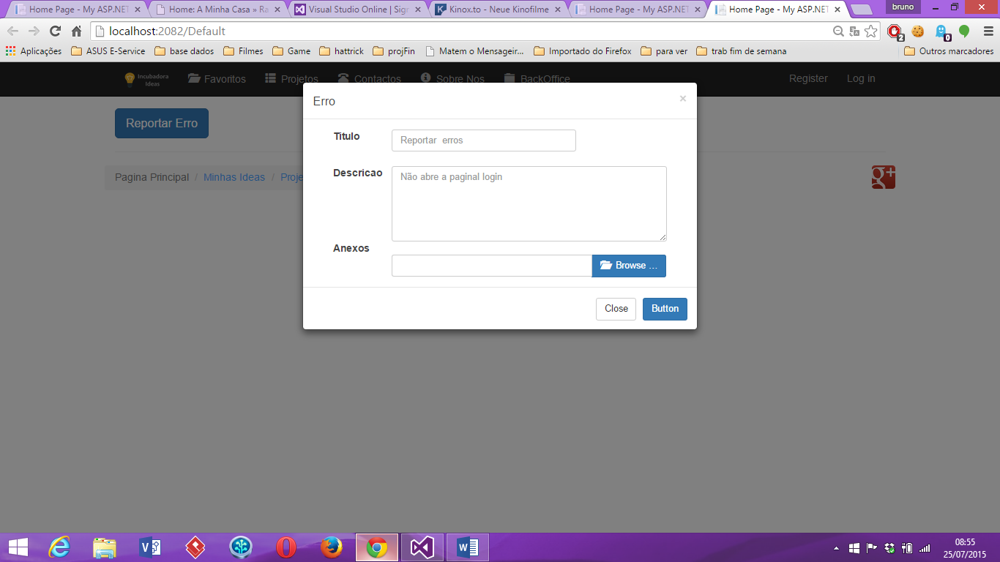 Home Page - My ASP.NET
Home: A Minha Casa » Ra
Visual Studio Online | Sign
Kinox.to - Neue Kinofilme
Home Page - My ASP.NET
Home Page - My ASP.NET
bruno
localhost:2082/Default
2
0
Aplicações
ASUS E-Service
base dados
Filmes
Game
hattrick
projFin
Matem o Mensageir...
Importado do Firefox
para ver
trab fim de semana
Outros marcadores
Incubadora
Ideas
Favoritos
Projetos
Contactos
Sobre Nos
BackOffice
Register
Log in
Reportar Erro
Pagina Principal / Minhas Ideas / Proje
g+
Erro
×
Titulo
Reportar erros
Descricao
Não abre a paginal login
Anexos
Browse ...
Close
Button
08:55
25/07/2015